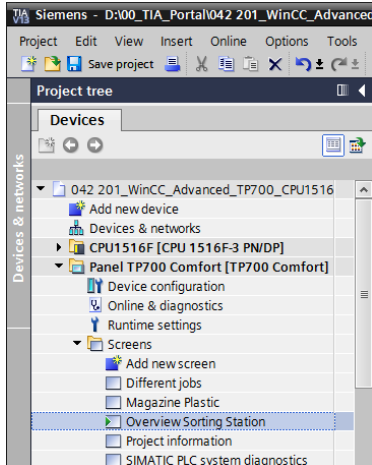 Siemens - D:\00_TIA_Portal\042 201_WinCC_Advanced
Project Edit View Insert Online Options Tools
Save project
Project tree
Devices
Devices & networks
042 201_WinCC_Advanced_TP700_CPU1516
Add new device
Devices & networks
CPU1516F [CPU 1516F-3 PN/DP]
Panel TP700 Comfort [TP700 Comfort]
Device configuration
Online & diagnostics
Runtime settings
Screens
Add new screen
Different jobs
Magazine Plastic
Overview Sorting Station
Project information
SIMATIC PLC system diagnostics